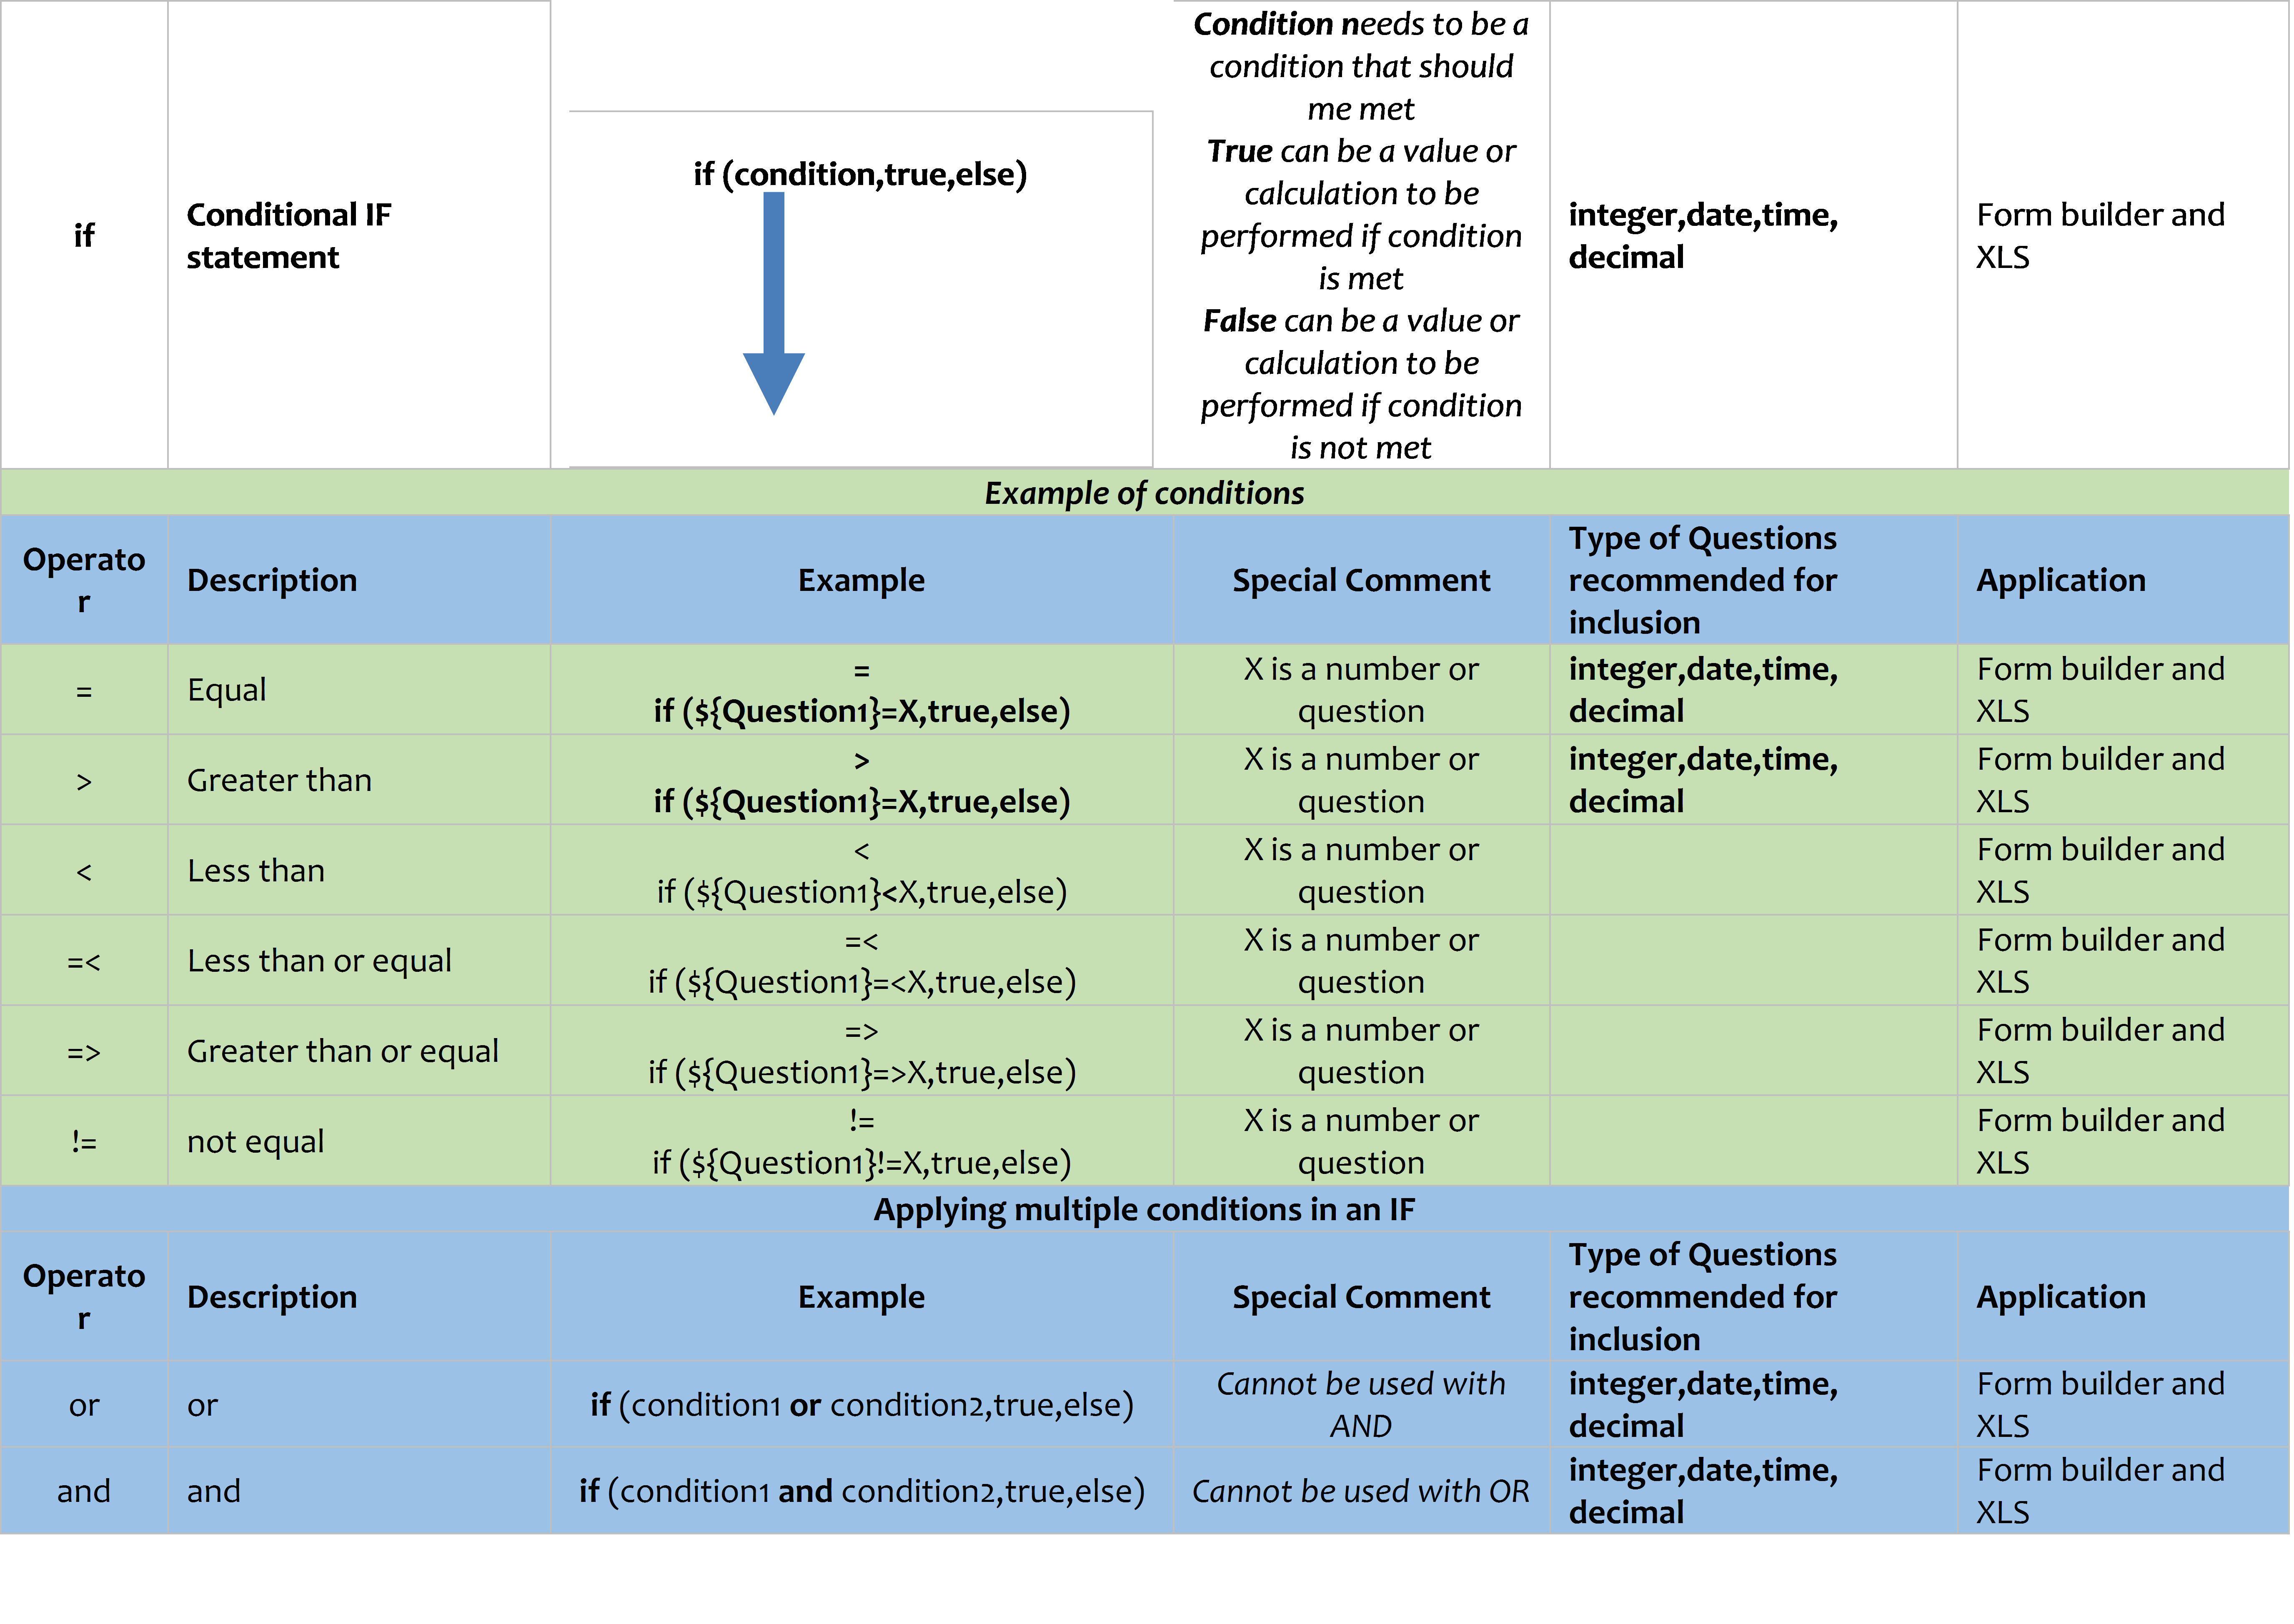 if
Conditional IF
statement
if (condition,true,else)
Condition needs to be a
condition that should
me met
True can be a value or
calculation to be
performed if condition
is met
False can be a value or
calculation to be
performed if condition
is not met
integer,date,time,
decimal
Form builder and
XLS
Example of conditions
Operato
r
Description
Example
Special Comment
Type of Questions
recommended for
inclusion
Application
=
Equal
=
if (${Question1}=X,true,else)
X is a number or
question
integer,date,time,
decimal
Form builder and
XLS
>
Greater than
>
if (${Question1}=X,true,else)
X is a number or
question
integer,date,time,
decimal
Form builder and
XLS
<
Less than
<
if (${Question1}<X,true,else)
X is a number or
question
Form builder and
XLS
=<
Less than or equal
=<
if (${Question1}=<X,true,else)
X is a number or
question
Form builder and
XLS
=>
Greater than or equal
=>
if (${Question1}=>X,true,else)
X is a number or
question
Form builder and
XLS
!=
not equal
!=
if (${Question1}!=X,true,else)
X is a number or
question
Form builder and
XLS
Applying multiple conditions in an IF
Operato
r
Description
Example
Special Comment
Type of Questions
recommended for
inclusion
Application
or
or
if (condition1 or condition2,true,else)
Cannot be used with
AND
integer,date,time,
decimal
Form builder and
XLS
and
and
if (condition1 and condition2,true,else)
Cannot be used with OR
integer,date,time,
decimal
Form builder and
XLS